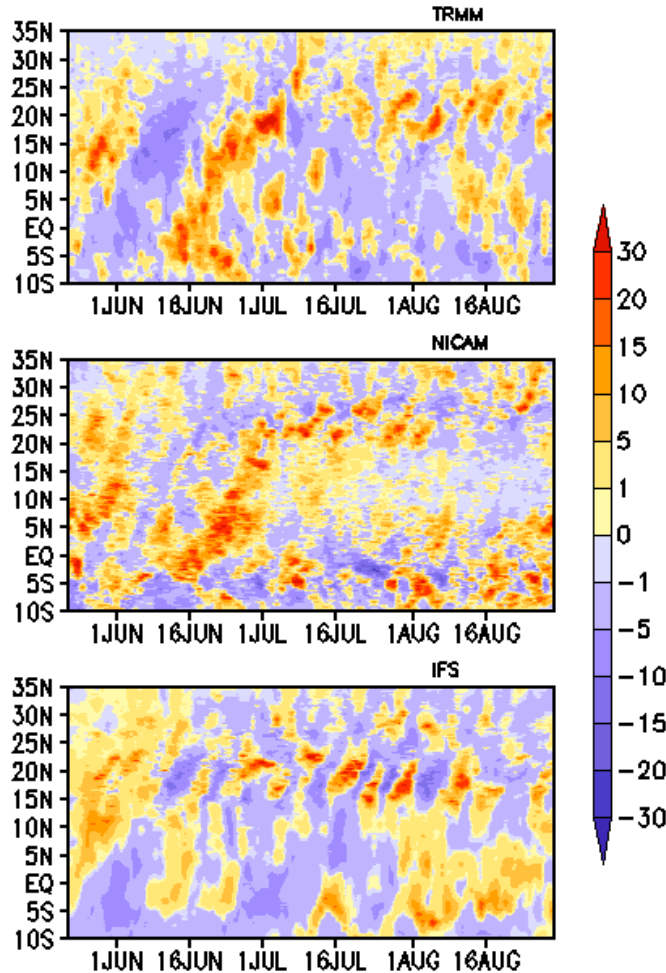 TRMM
35N
30N
25N
20N
15N
10N
5N
EQ
5S
10S
1JUN 16JUN 1JUL 16JUL 1AUG 16AUG
NICAM
35N
30N
25N
20N
15N
10N
5N
EQ
5S
10S
1JUN 16JUN 1JUL 16JUL 1AUG 16AUG
IFS
35N
30N
25N
20N
15N
10N
5N
EQ
5S
10S
1JUN 16JUN 1JUL 16JUL 1AUG 16AUG
30
20
15
10
5
1
0
-1
-5
-10
-15
-20
-30